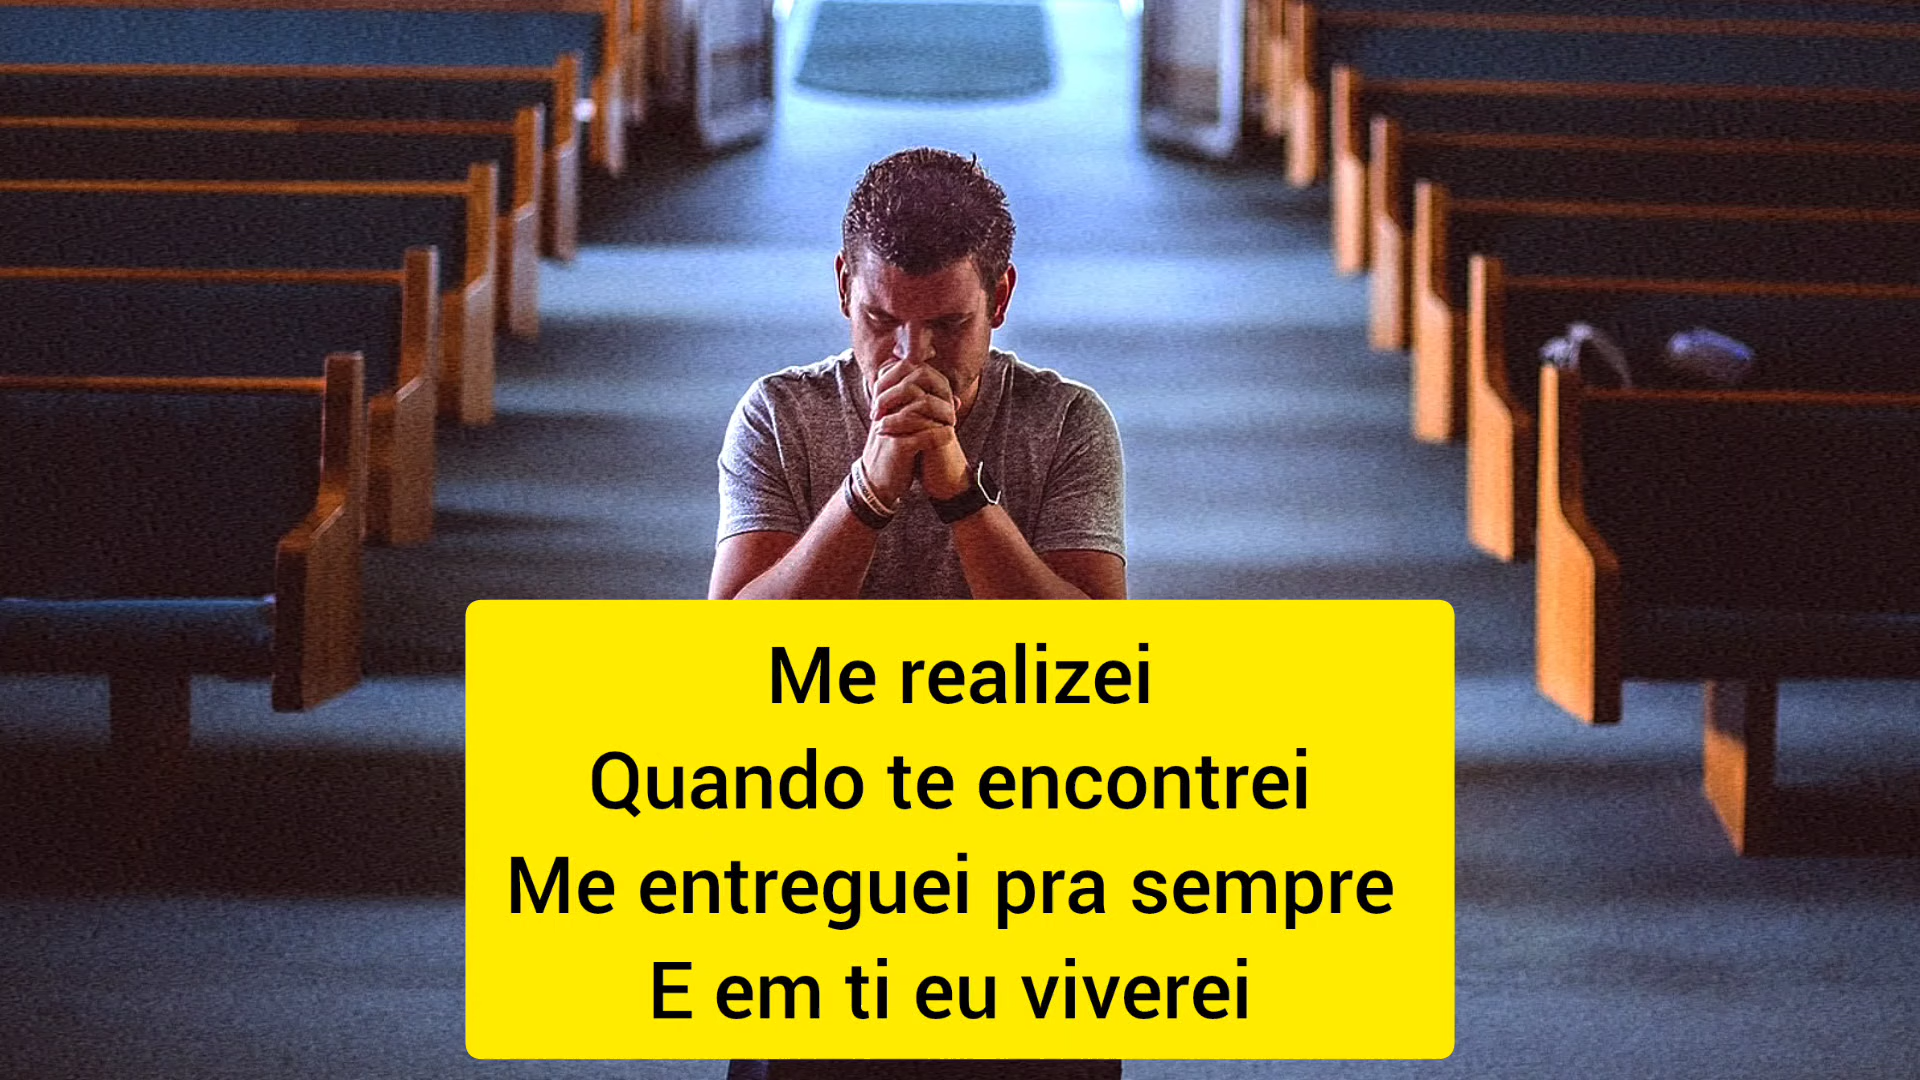 Me realizei
Quando te encontrei
Me entreguei pra sempre
E em ti eu viverei